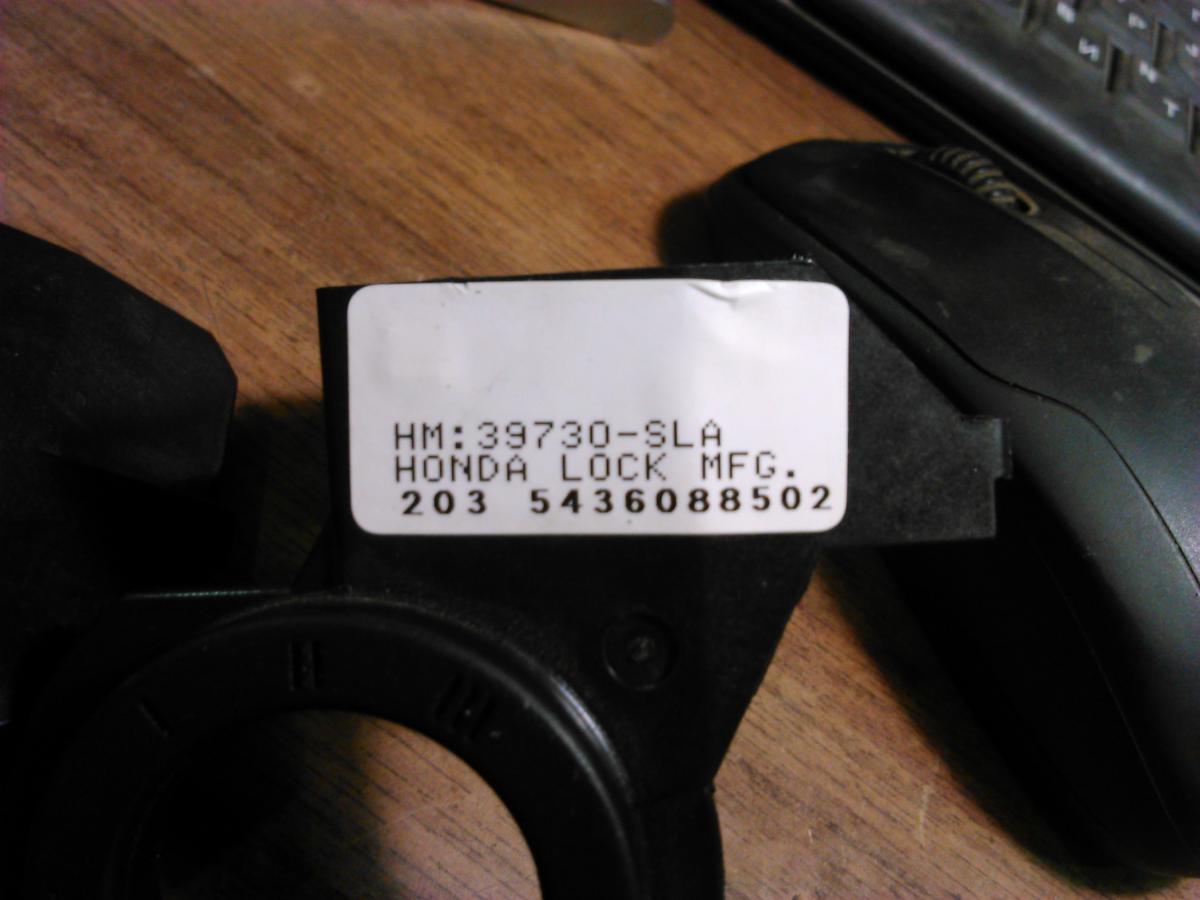 HM:39730-SLA
HONDA LOCK MFG.
203 5436088502